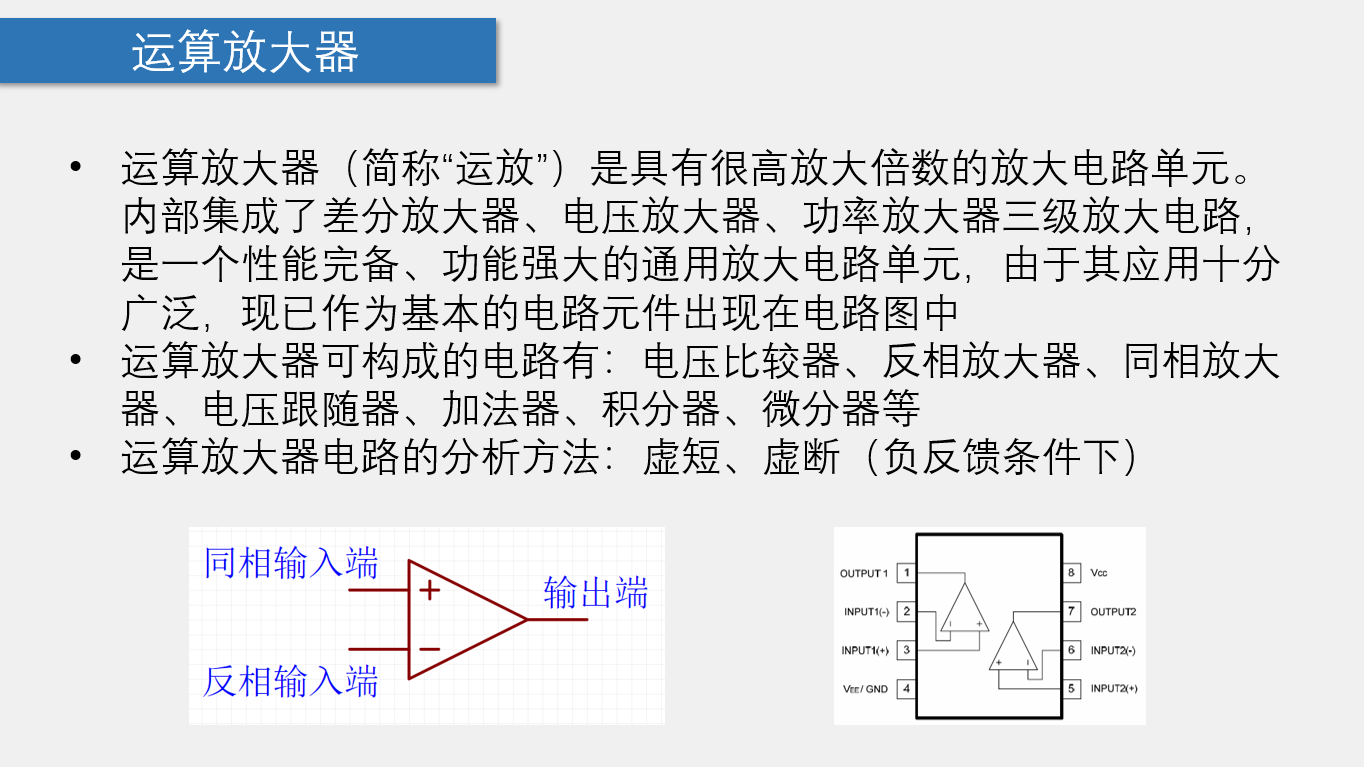 运算放大器
• 运算放大器（简称“运放”）是具有很高放大倍数的放大电路单元。
内部集成了差分放大器、电压放大器、功率放大器三级放大电路，
是一个性能完备、功能强大的通用放大电路单元，由于其应用十分
广泛，现已作为基本的电路元件出现在电路图中
• 运算放大器可构成的电路有：电压比较器、反相放大器、同相放大
器、电压跟随器、加法器、积分器、微分器等
• 运算放大器电路的分析方法：虚短、虚断（负反馈条件下）
同相输入端
+
输出端
−
反相输入端
OUTPUT 1 1
8 Vcc
INPUT1(-) 2
7 OUTPUT2
- +
INPUT1(+) 3
6 INPUT2(-)
+ -
VEE/ GND 4
5 INPUT2(+)